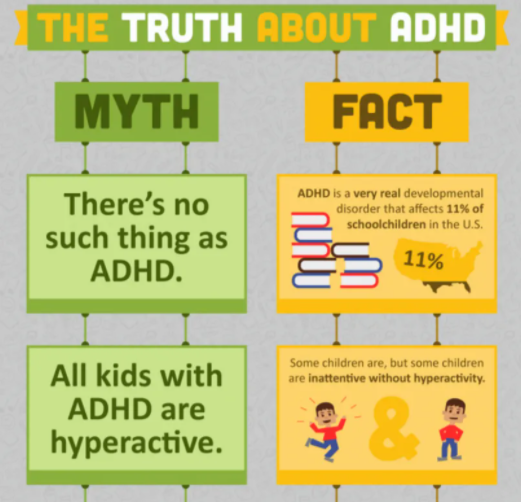 THE TRUTH ABOUT ADHD
MYTH
FACT
There's no
such thing as
ADHD.
ADHD is a very real developmental
disorder that affects 11% of
schoolchildren in the U.S.
11%
All kids with
ADHD are
hyperactive.
Some children are, but some children
are inattentive without hyperactivity.
&